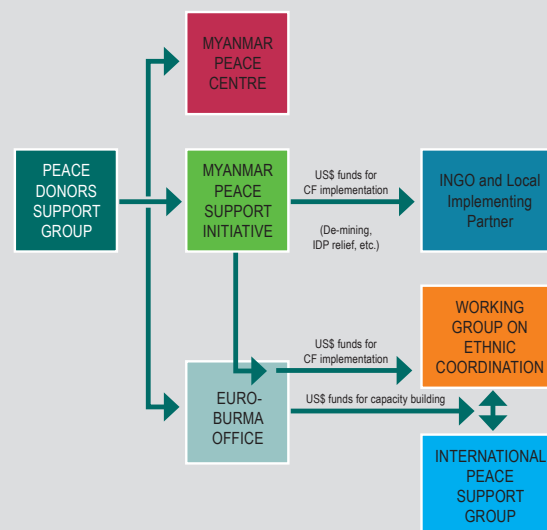 MYANMAR
PEACE
CENTRE
PEACE
DONORS
SUPPORT
GROUP
MYANMAR
PEACE
SUPPORT
INITIATIVE
US$ funds for
CF implementation
(De-mining,
IDP relief, etc.)
INGO and Local
Implementing
Partner
WORKING
GROUP ON
ETHNIC
COORDINATION
US$ funds for
CF implementation
EURO-
BURMA
OFFICE
US$ funds for capacity building
INTERNATIONAL
PEACE
SUPPORT
GROUP